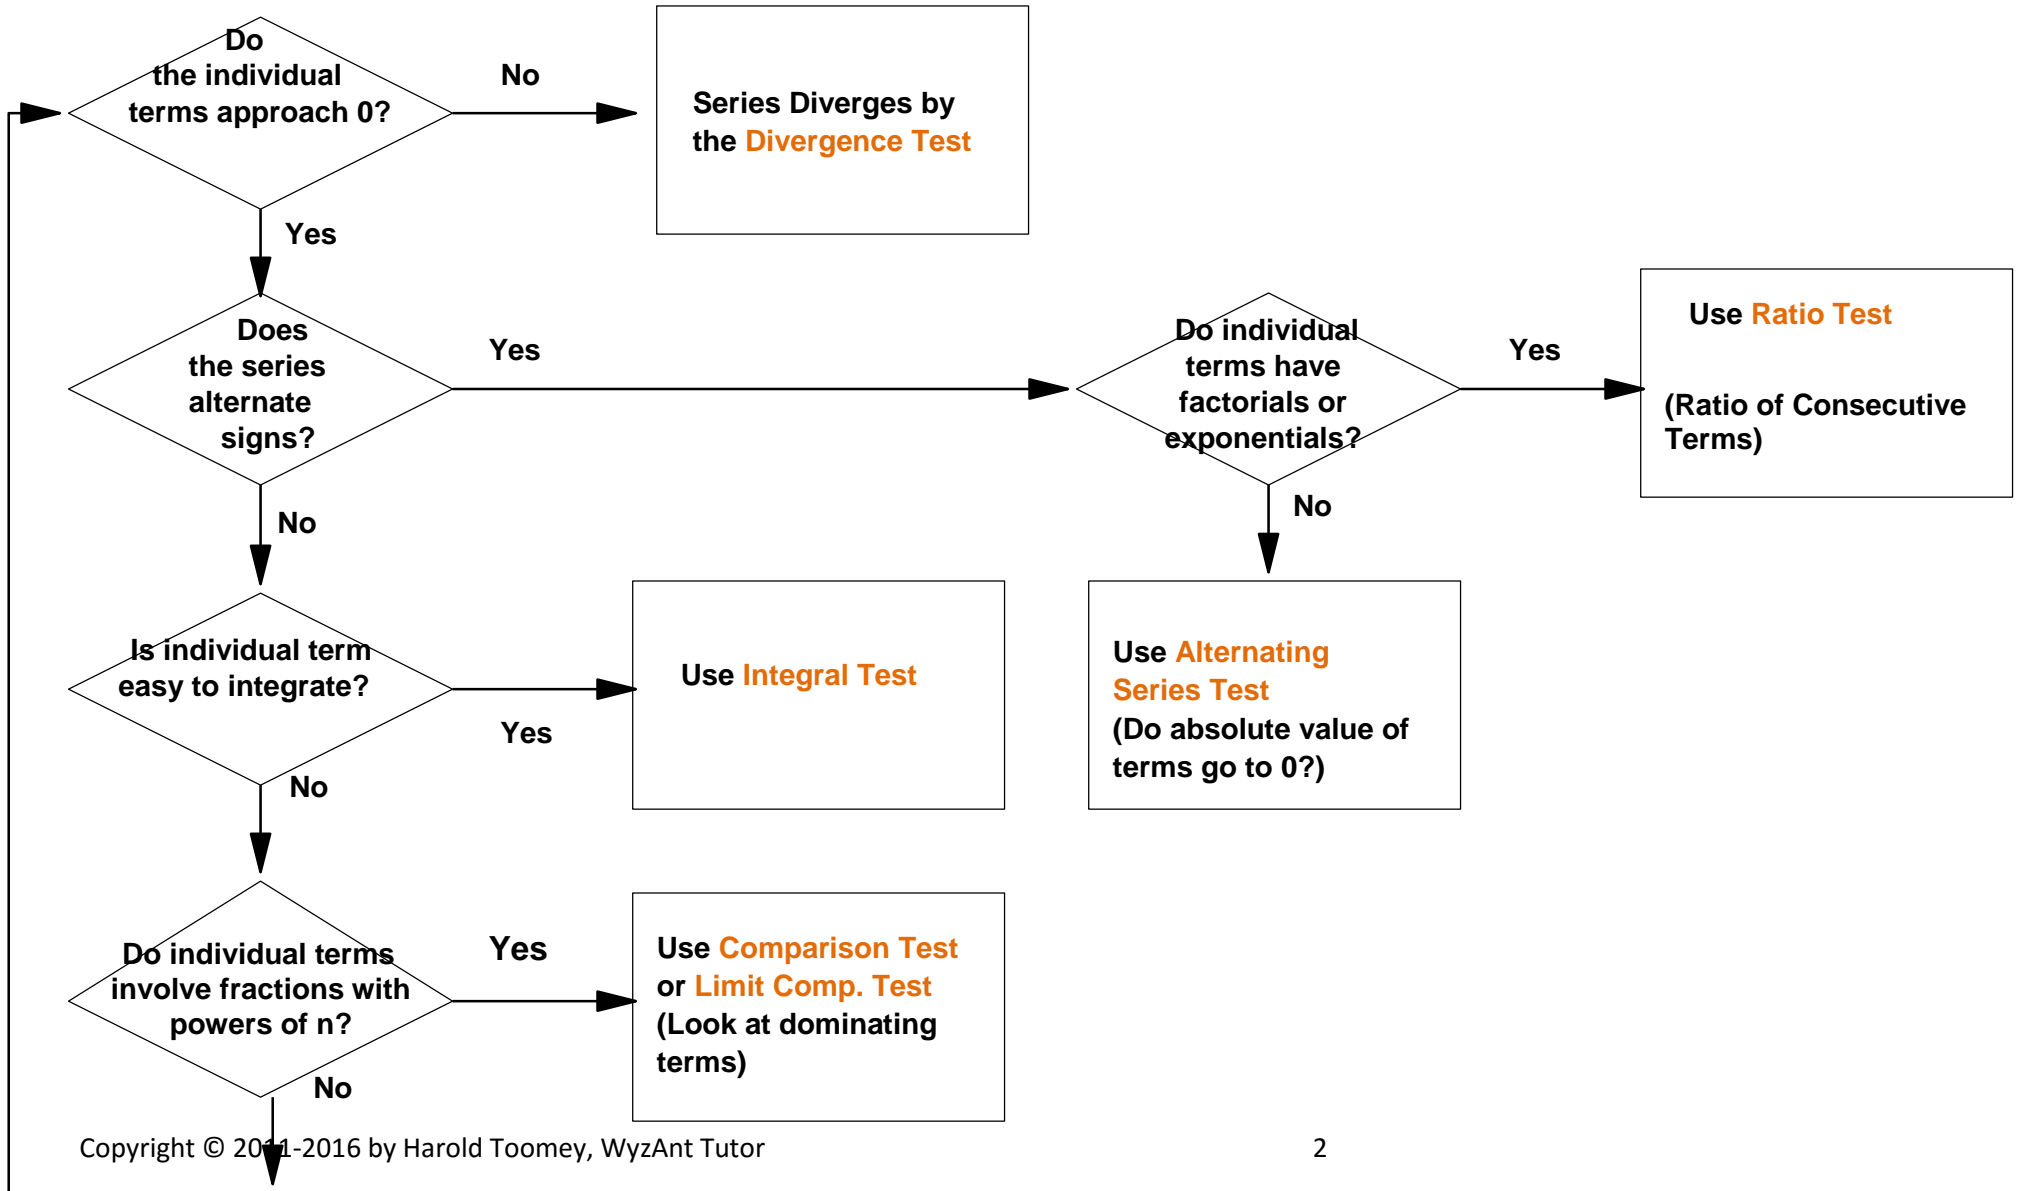 Do
the individual
terms approach 0?
No
Series Diverges by
the Divergence Test
Yes
Does
the series
alternate
signs?
Yes
Do individual
terms have
factorials or
exponentials?
Yes
Use Ratio Test
(Ratio of Consecutive
Terms)
No
No
Is individual term
easy to integrate?
Yes
Use Integral Test
Use Alternating
Series Test
(Do absolute value of
terms go to 0?)
No
Do individual terms
involve fractions with
powers of n?
Yes
Use Comparison Test
or Limit Comp. Test
(Look at dominating
terms)
No
Copyright © 2011-2016 by Harold Toomey, WyzAnt Tutor
2